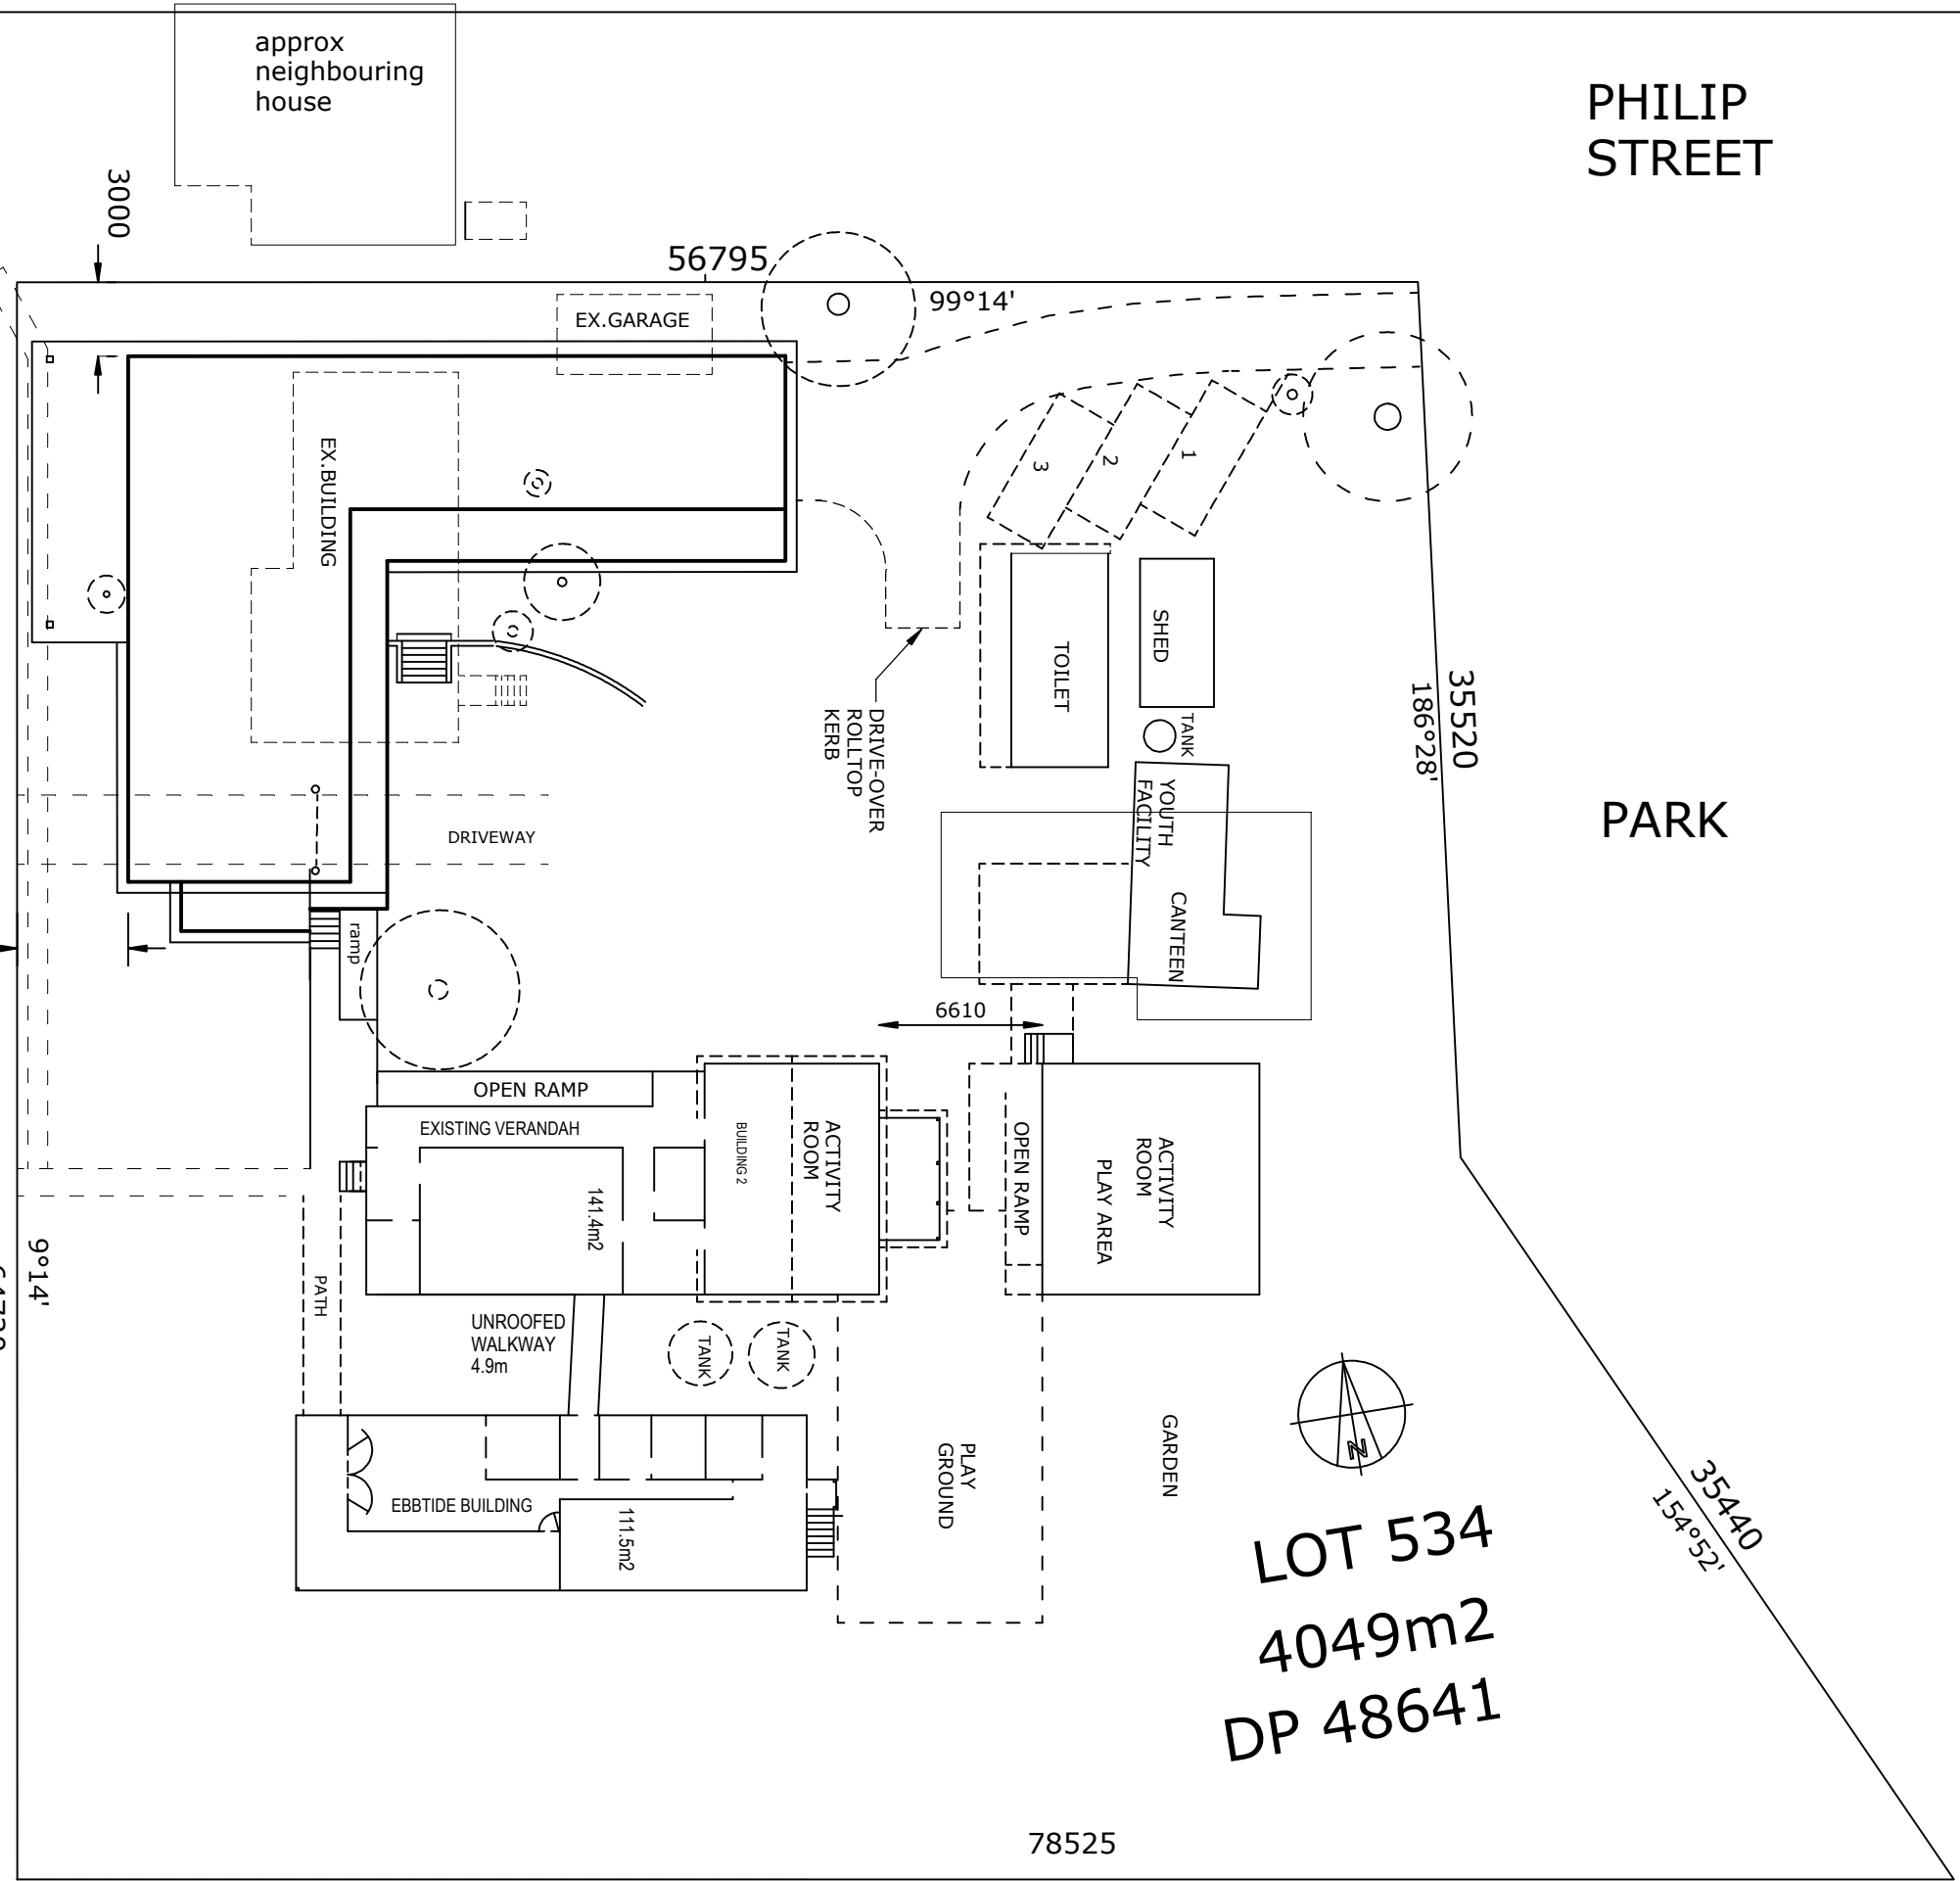 approx
neighbouring
house
PHILIP
STREET
3000
56795
99°14'
EX.GARAGE
EX.BUILDING
1
2
3
TOILET
SHED
TANK
35520
186°28'
DRIVE-OVER
ROLLTOP
KERB
YOUTH
FACILITY
CANTEEN
PARK
DRIVEWAY
ramp
6610
OPEN RAMP
EXISTING VERANDAH
BUILDING 2
ACTIVITY
ROOM
OPEN RAMP
ACTIVITY
ROOM
PLAY AREA
141.4m2
9°14'
PATH
UNROOFED
WALKWAY
4.9m
TANK
TANK
N
PLAY
GROUND
GARDEN
EBBTIDE BUILDING
111.5m2
35440
154°52'
LOT 534
4049m2
DP 48641
78525